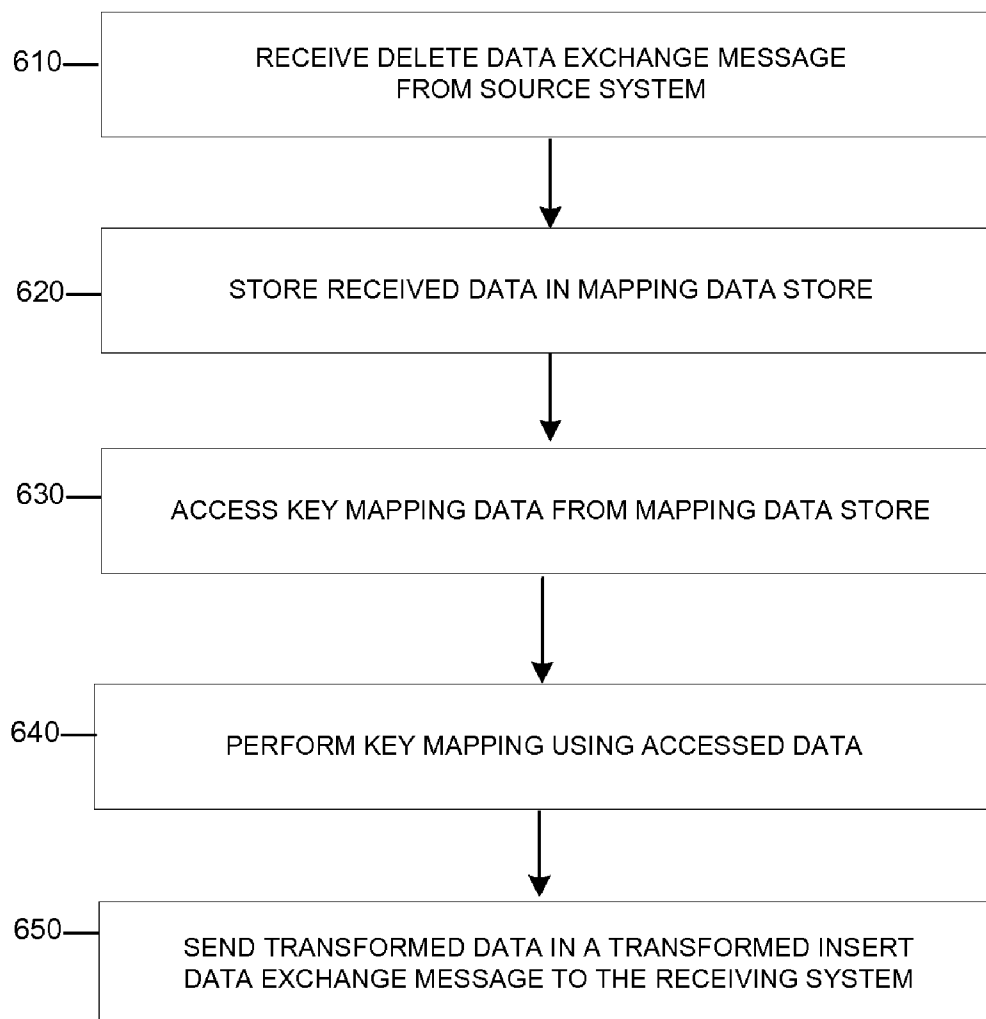 610
RECEIVE DELETE DATA EXCHANGE MESSAGE
FROM SOURCE SYSTEM
620
STORE RECEIVED DATA IN MAPPING DATA STORE
630
ACCESS KEY MAPPING DATA FROM MAPPING DATA STORE
640
PERFORM KEY MAPPING USING ACCESSED DATA
650
SEND TRANSFORMED DATA IN A TRANSFORMED INSERT
DATA EXCHANGE MESSAGE TO THE RECEIVING SYSTEM